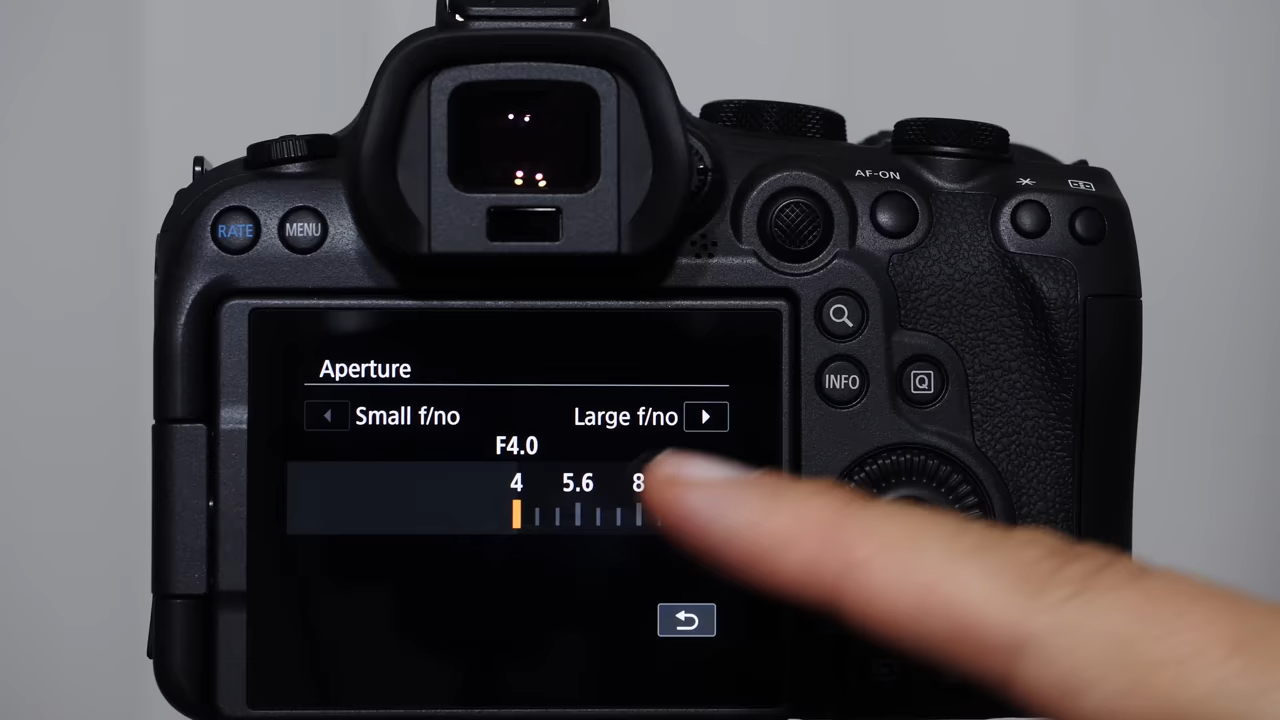 AF-ON
RATE
MENU
INFO
Q
Aperture
Small f/no
Large f/no
F4.0
4 5.6 8